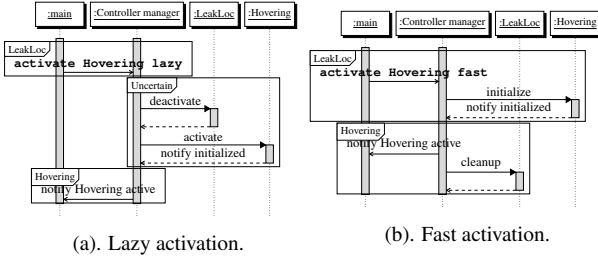 :main :Controller manager :LeakLoc :Hovering
LeakLoc
activate Hovering lazy
Uncertain
deactivate
activate
notify initialized
Hovering
notify Hovering active
(a). Lazy activation.
:main :Controller manager :LeakLoc :Hovering
LeakLoc
activate Hovering fast
initialize
notify initialized
Hovering
notify Hovering active
cleanup
(b). Fast activation.